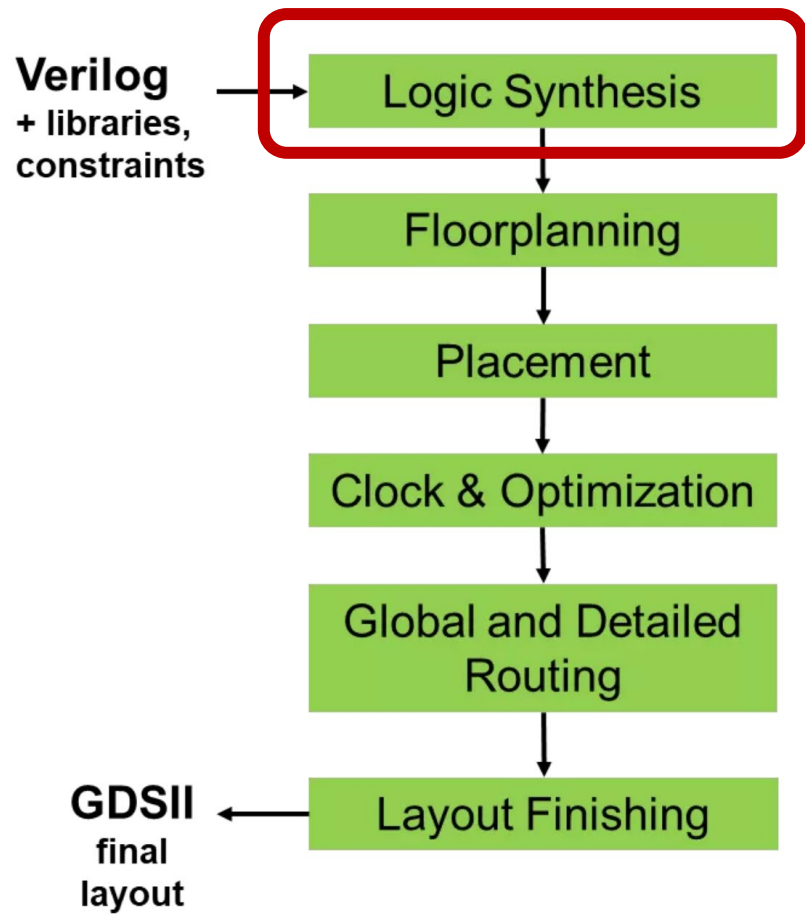 Verilog
+ libraries,
constraints
Logic Synthesis
Floorplanning
Placement
Clock & Optimization
Global and Detailed
Routing
Layout Finishing
GDSII
final
layout